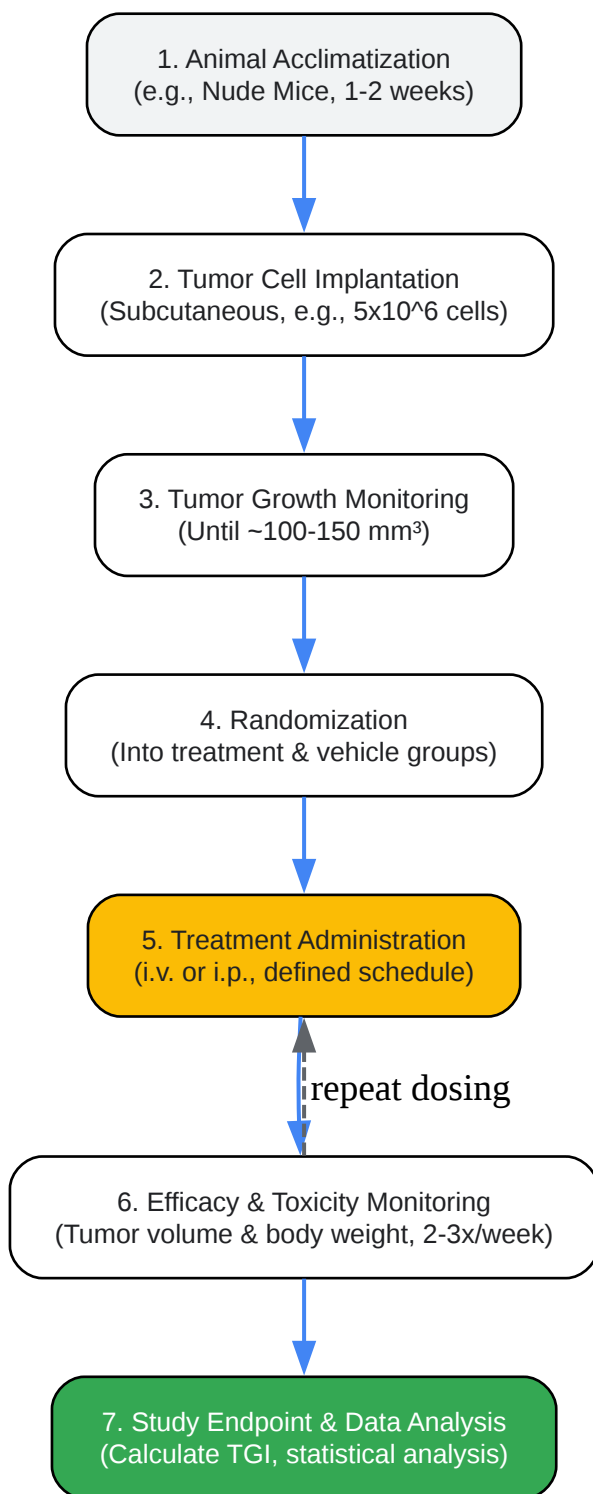 1. Animal Acclimatization
(e.g., Nude Mice, 1-2 weeks)
2. Tumor Cell Implantation
(Subcutaneous, e.g., 5x10^6 cells)
3. Tumor Growth Monitoring
(Until ~100-150 mm³)
4. Randomization
(Into treatment & vehicle groups)
5. Treatment Administration
(i.v. or i.p., defined schedule)
repeat dosing
6. Efficacy & Toxicity Monitoring
(Tumor volume & body weight, 2-3x/week)
7. Study Endpoint & Data Analysis
(Calculate TGI, statistical analysis)